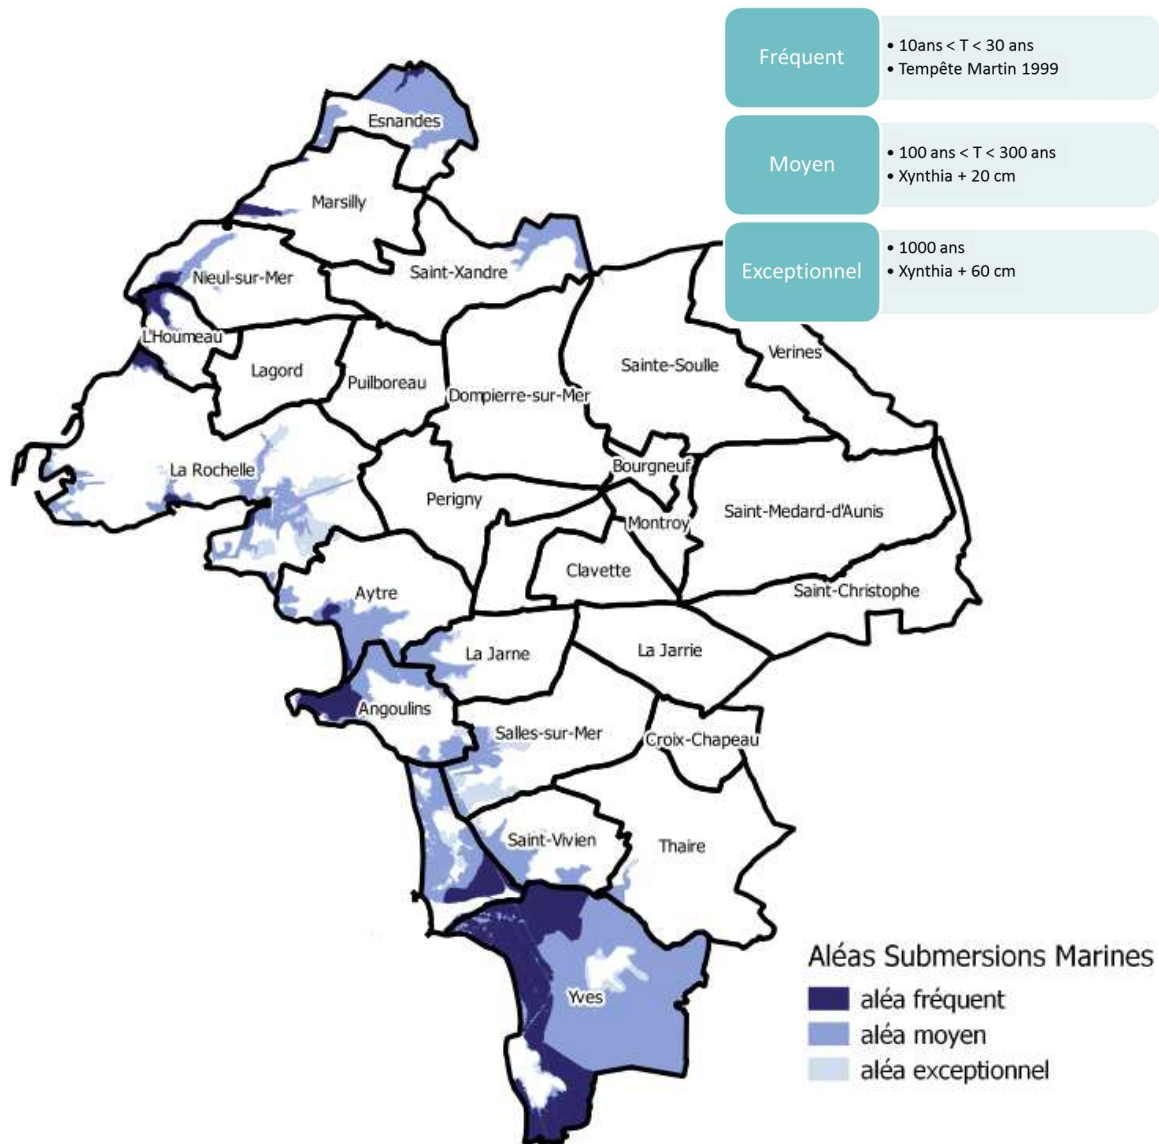 Fréquent
• 10ans < T < 30 ans
• Tempête Martin 1999
Moyen
• 100 ans < T < 300 ans
• Xynthia + 20 cm
Exceptionnel
• 1000 ans
• Xynthia + 60 cm
Esnandes
Marsilly
Saint-Xandre
Nieul-sur-Mer
L'Houmeau
Lagord
Puilboreau
Dompierre-sur-Mer
Sainte-Soulle
Verines
La Rochelle
Perigny
Bourgneuf
Montroy
Saint-Medard-d'Aunis
Clavette
Saint-Christophe
Aytre
La Jarne
La Jarrie
Angoulins
Salles-sur-Mer
Croix-Chapeau
Saint-Vivien
Thaire
Yves
Aléas Submersions Marines
aléa fréquent
aléa moyen
aléa exceptionnel